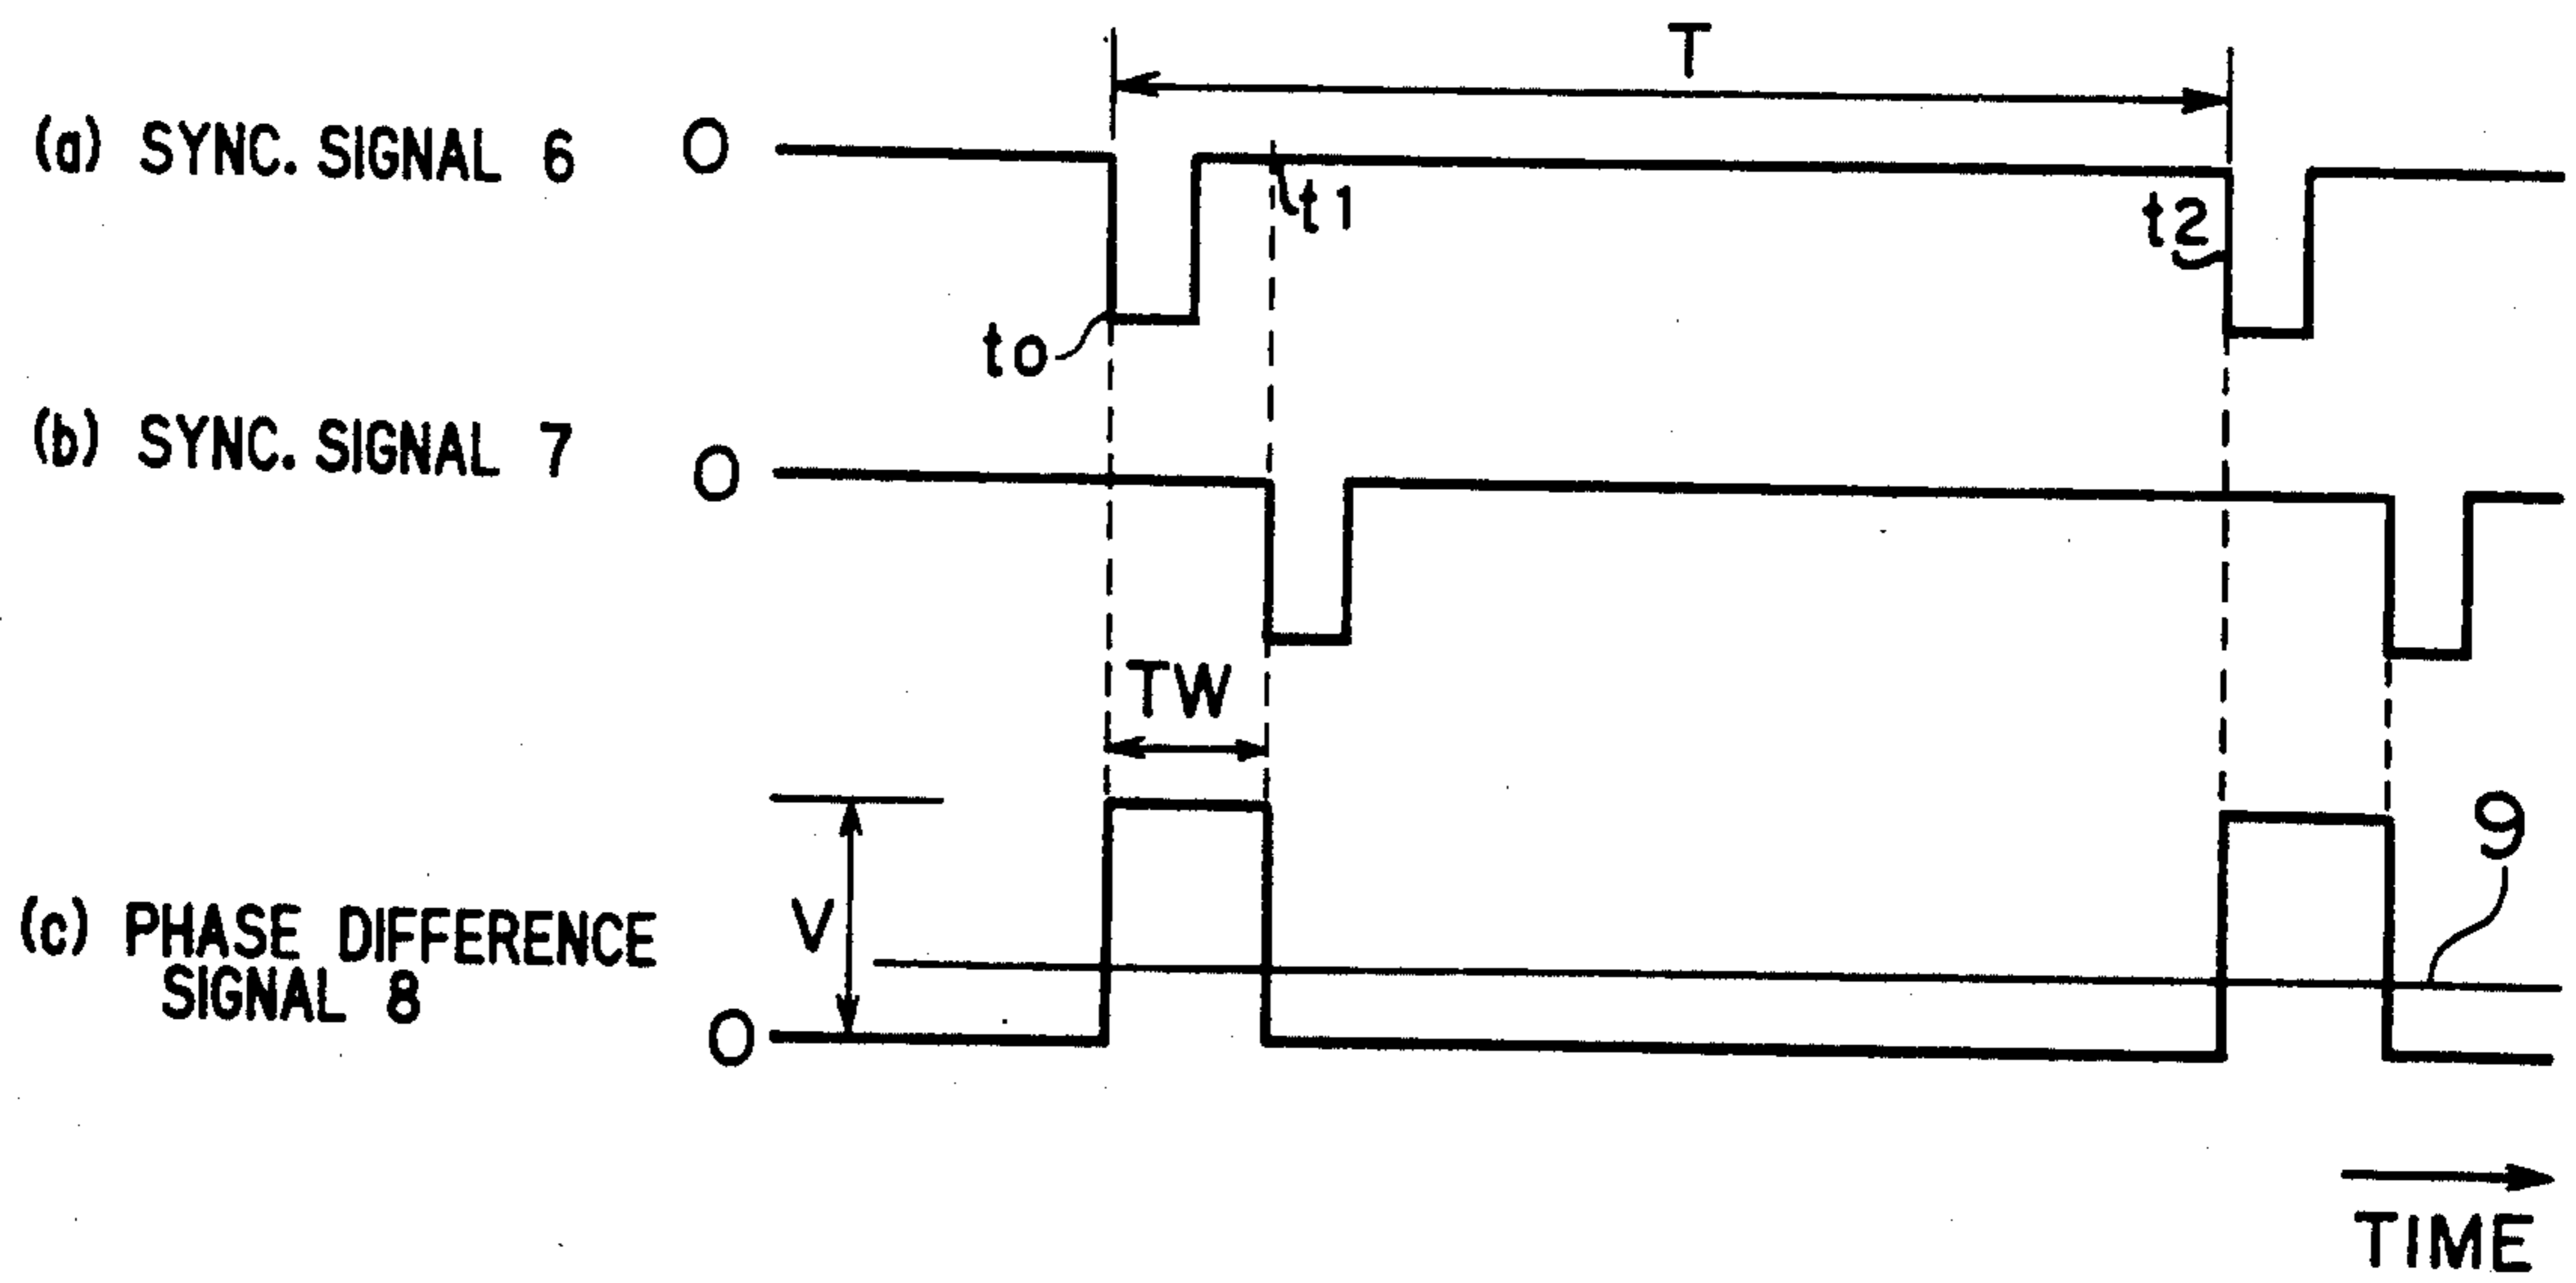 T
(a) SYNC. SIGNAL 6
O
t1
t2
to
(b) SYNC. SIGNAL 7
O
TW
V
9
(c) PHASE DIFFERENCE
SIGNAL 8
O
TIME